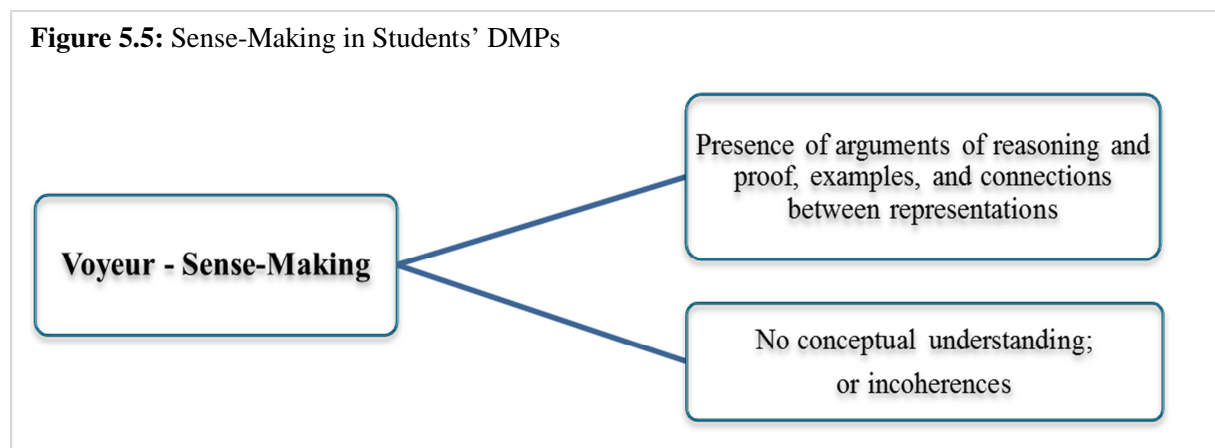 Figure 5.5: Sense-Making in Students’ DMPs
Voyeur - Sense-Making
Presence of arguments of reasoning and
proof, examples, and connections
between representations
No conceptual understanding;
or incoherences